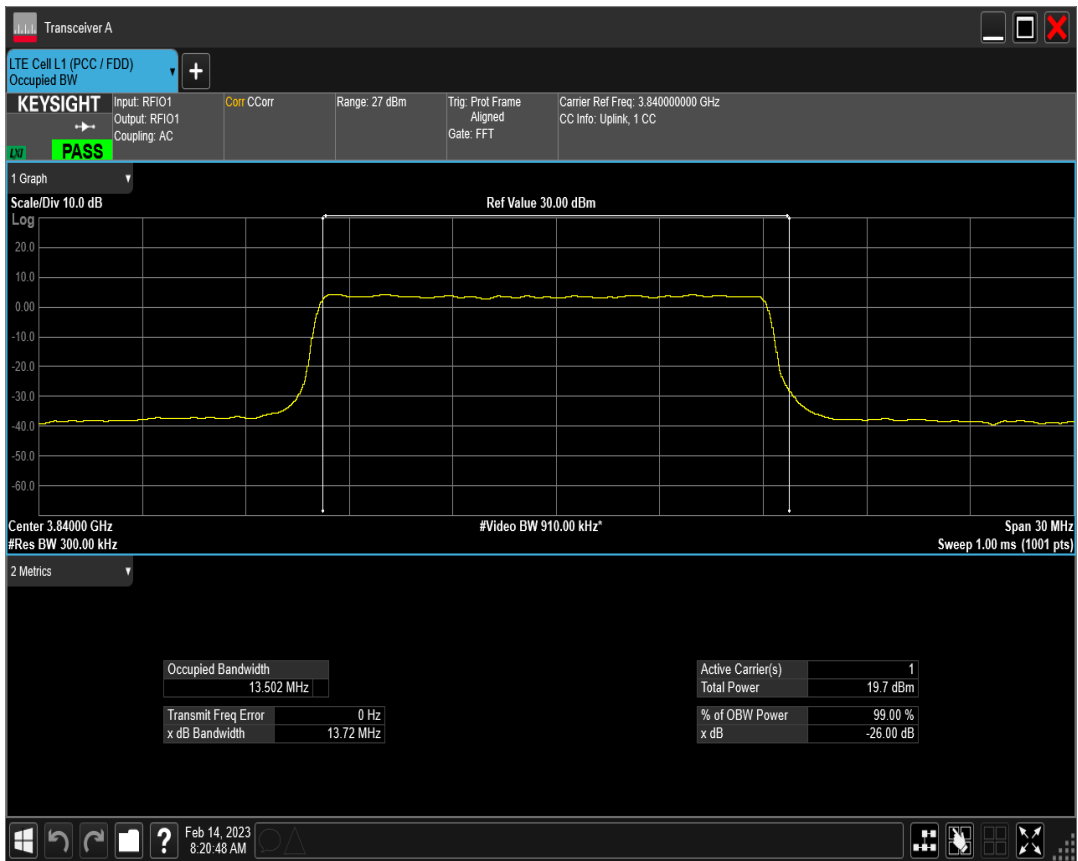 Transceiver A
LTE Cell L1 (PCC / FDD)
Occupied BW
KEYSIGHT
LXI
PASS
Input: RFIO1
Output: RFIO1
Coupling: AC
Corr CCorr
Range: 27 dBm
Trig: Prot Frame
Aligned
Gate: FFT
Carrier Ref Freq: 3.840000000 GHz
CC Info: Uplink, 1 CC
1 Graph
Scale/Div 10.0 dB
Ref Value 30.00 dBm
Log
20.0
10.0
0.00
-10.0
-20.0
-30.0
-40.0
-50.0
-60.0
Center 3.84000 GHz
#Video BW 910.00 kHz*
Span 30 MHz
#Res BW 300.00 kHz
Sweep 1.00 ms (1001 pts)
2 Metrics
Occupied Bandwidth
13.502 MHz
Transmit Freq Error 0 Hz
x dB Bandwidth 13.72 MHz
Active Carrier(s) 1
Total Power 19.7 dBm
% of OBW Power 99.00 %
x dB -26.00 dB
Feb 14, 2023
8:20:48 AM